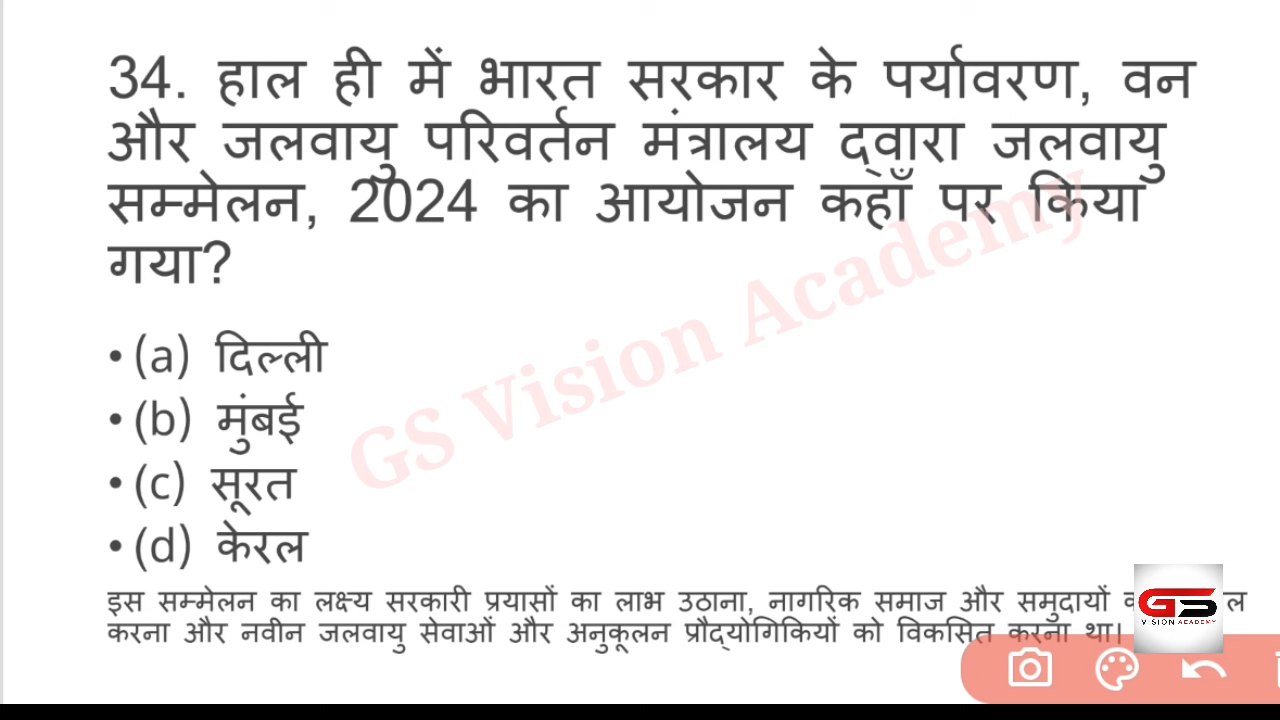 34. हाल ही में भारत सरकार के पर्यावरण, वन
और जलवायु परिवर्तन मंत्रालय द्वारा जलवायु
सम्मेलन, 2024 का आयोजन कहाँ पर किया
गया?
• (a) दिल्ली
• (b) मुंबई
• (c) सूरत
• (d) केरल
इस सम्मेलन का लक्ष्य सरकारी प्रयासों का लाभ उठाना, नागरिक समाज और समुदायों
करना और नवीन जलवायु सेवाओं और अनुकूलन प्रौद्योगिकियों को विकसित करना था।
GS Vision Academy
GS
VISION ACADEMY